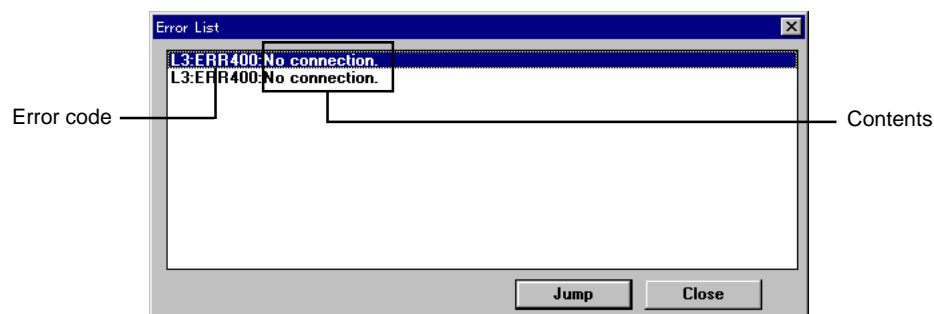 Error List
L3:ERR400:No connection.
L3:ERR400:No connection.
Error code
Contents
Jump
Close